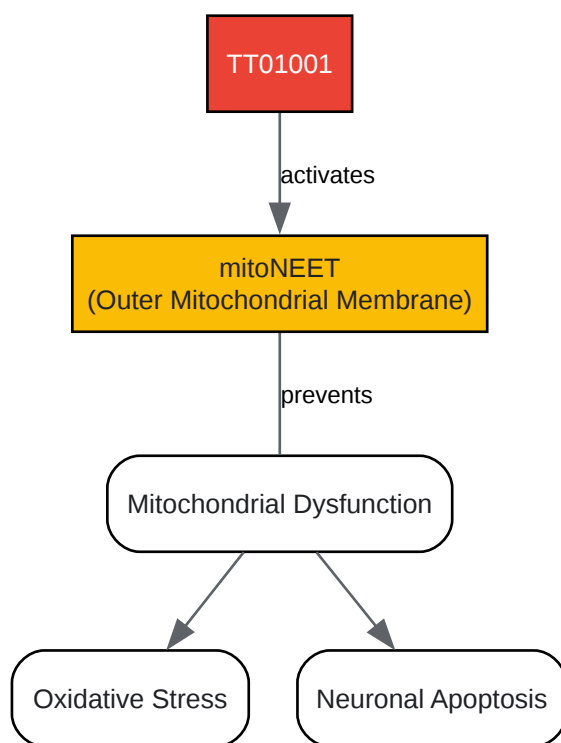 TT01001
activates
mitoNEET
(Outer Mitochondrial Membrane)
prevents
Mitochondrial Dysfunction
Oxidative Stress
Neuronal Apoptosis